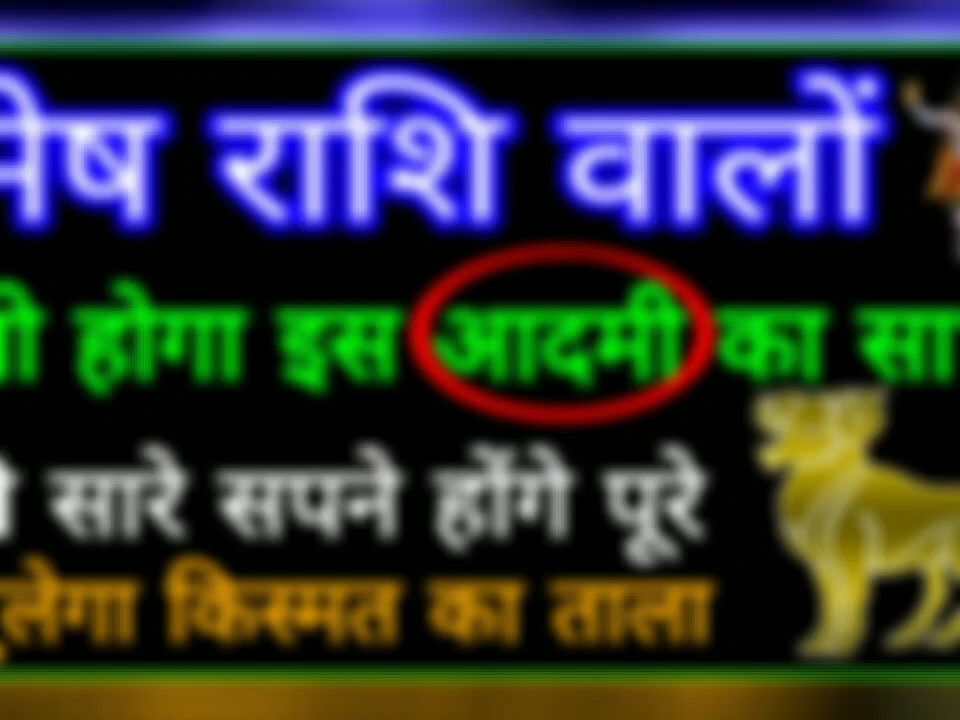 मेष राशि वालों
होगा इस आदमी का
सारे सपने होंगे पूरे
किस्मत का ताला